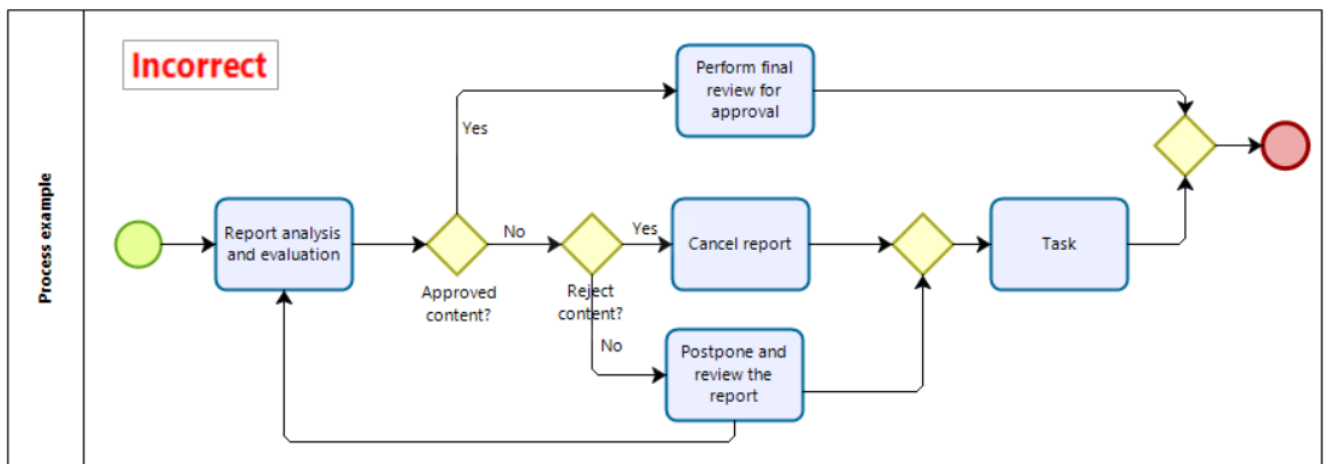 Process example
Incorrect
Perform final
review for
approval
Yes
Report analysis
and evaluation
No
Yes
Cancel report
Task
Approved
content?
Reject
content?
No
Postpone and
review the
report